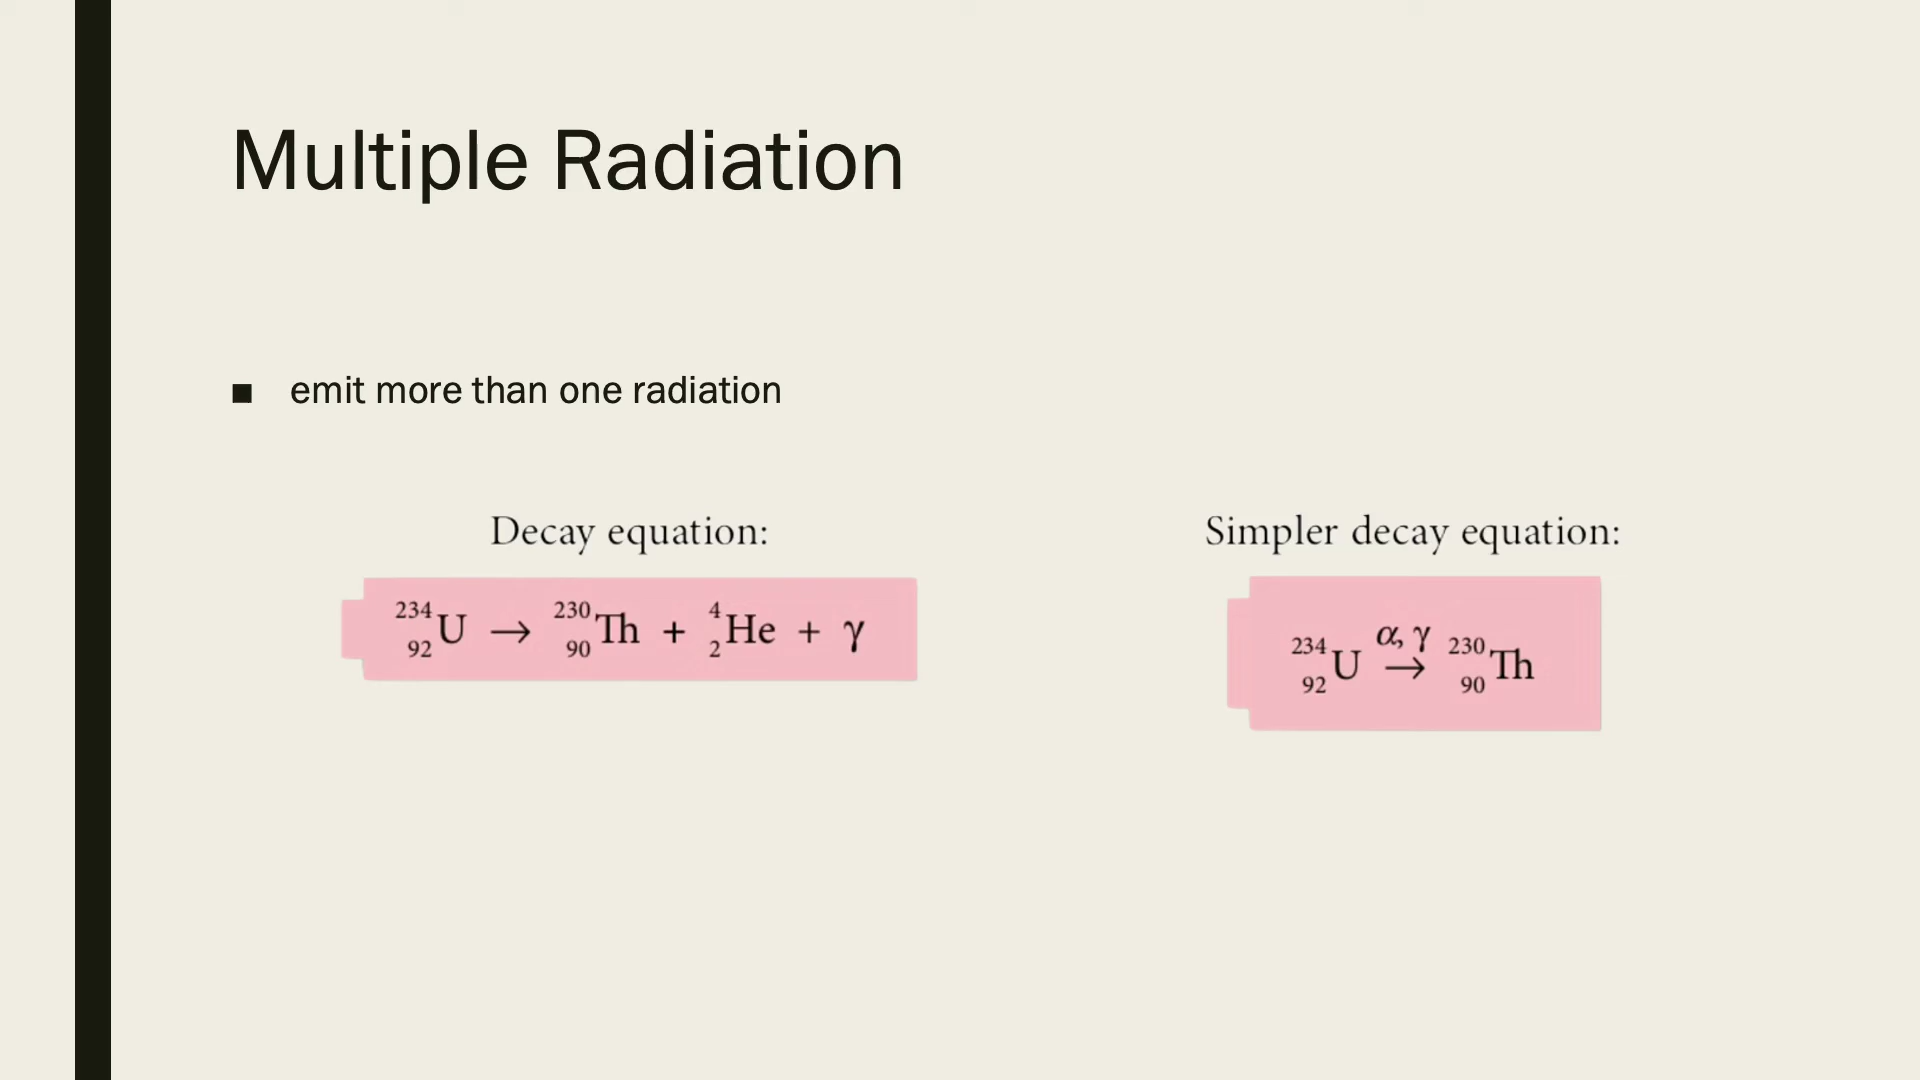 Multiple Radiation
■ emit more than one radiation
Decay equation:
²³⁴₉₂U → ²³⁰₉₀Th + ⁴₂He + γ
Simpler decay equation:
α, γ
²³⁴₉₂U → ²³⁰₉₀Th